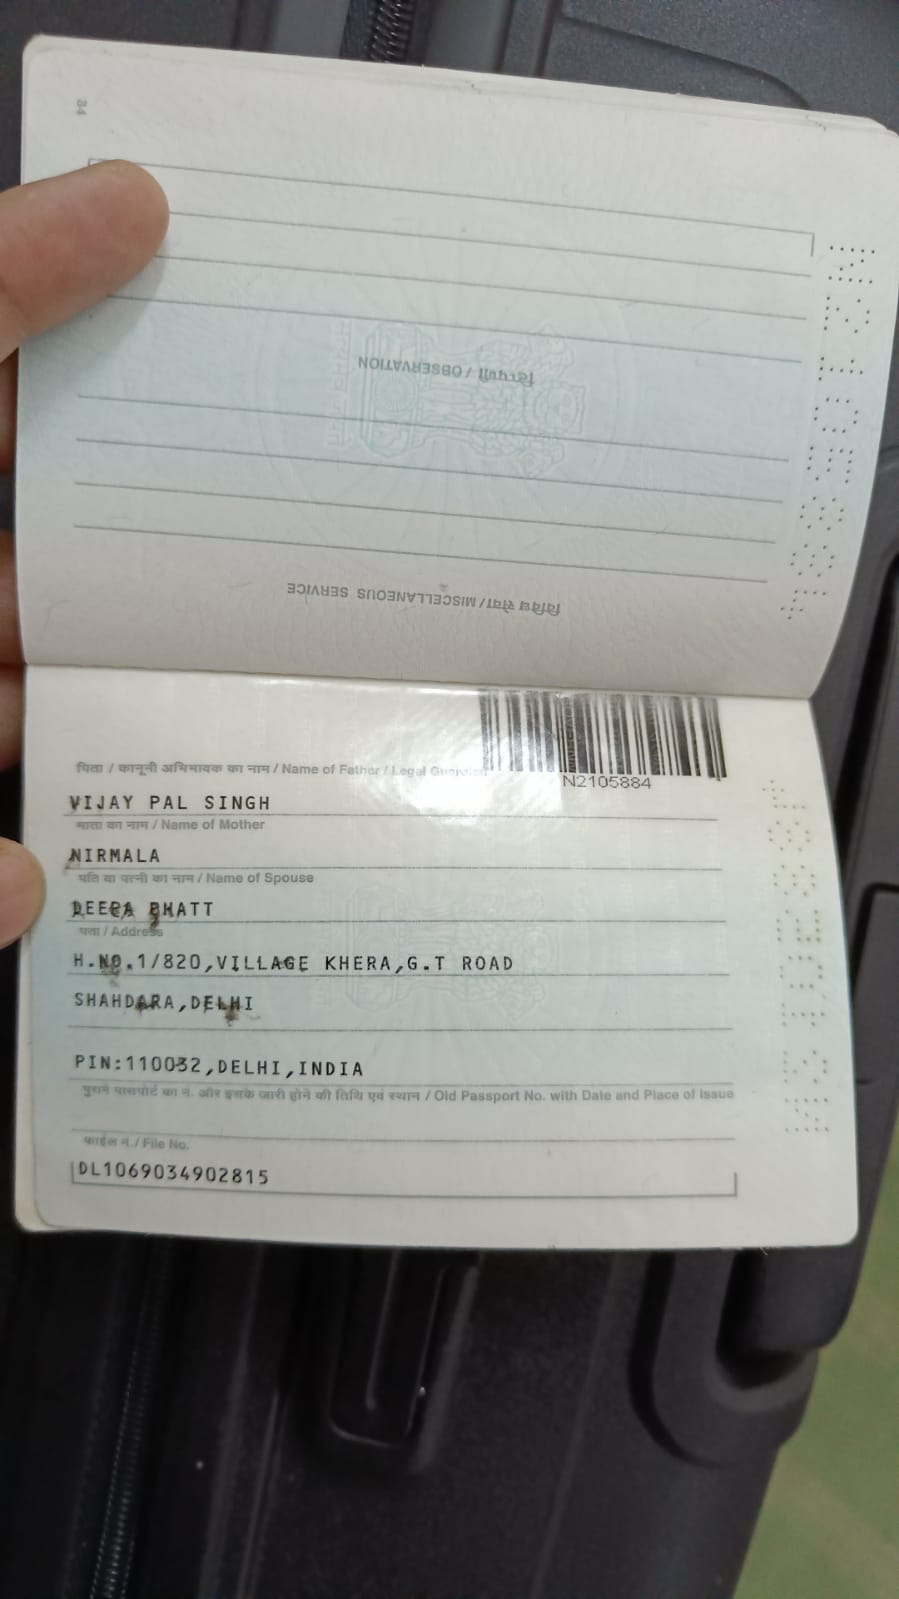 34
टिप्पणी / OBSERVATION
विविध सेवा / MISCELLANEOUS SERVICE
N2105884
पिता / कानूनी अभिभावक का नाम / Name of Father / Legal Guardian
VIJAY PAL SINGH
माता का नाम / Name of Mother
NIRMALA
पति या पत्नी का नाम / Name of Spouse
DEEPA BHATT
पता / Address
H.NO.1/820,VILLAGE KHERA,G.T ROAD
SHAHDARA,DELHI
PIN:110032,DELHI,INDIA
पुराने पासपोर्ट का नं. और इसके जारी होने की तिथि एवं स्थान / Old Passport No. with Date and Place of Issue
फाईल नं./ File No.
DL1069034902815